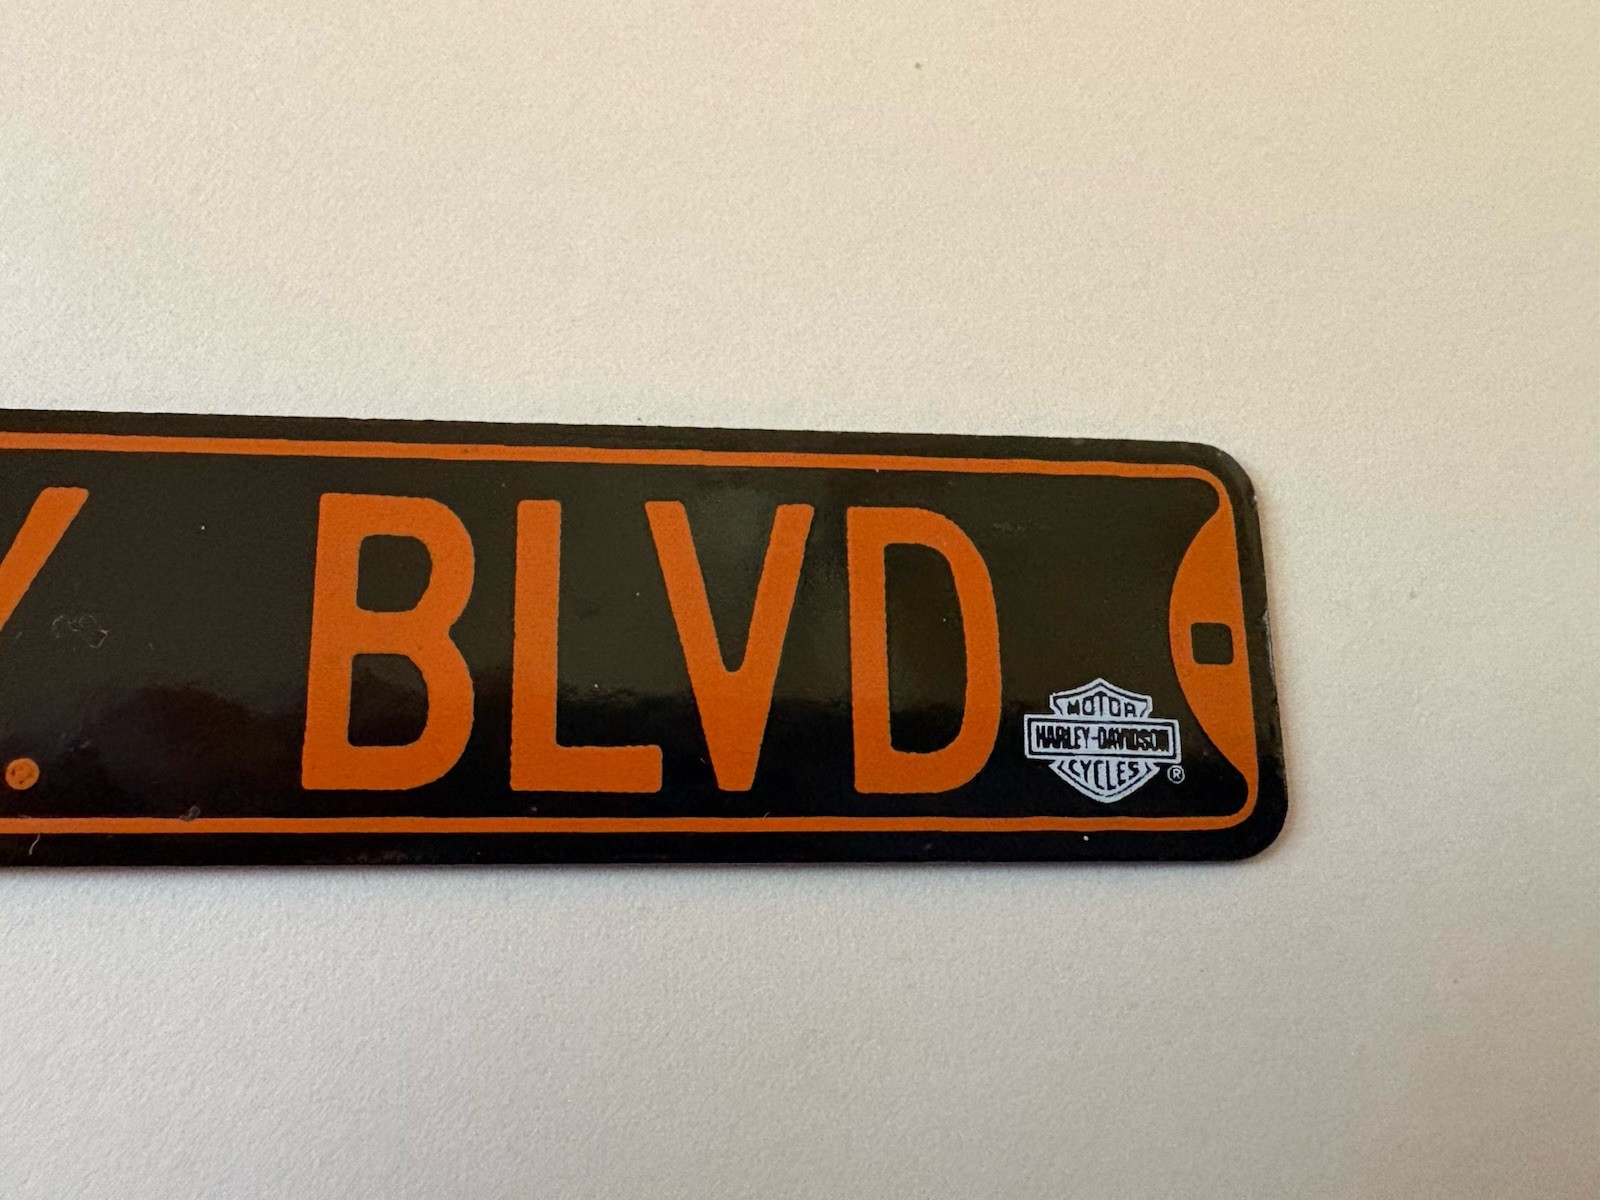 . BLVD
MOTOR
HARLEY-DAVIDSON
CYCLES ®